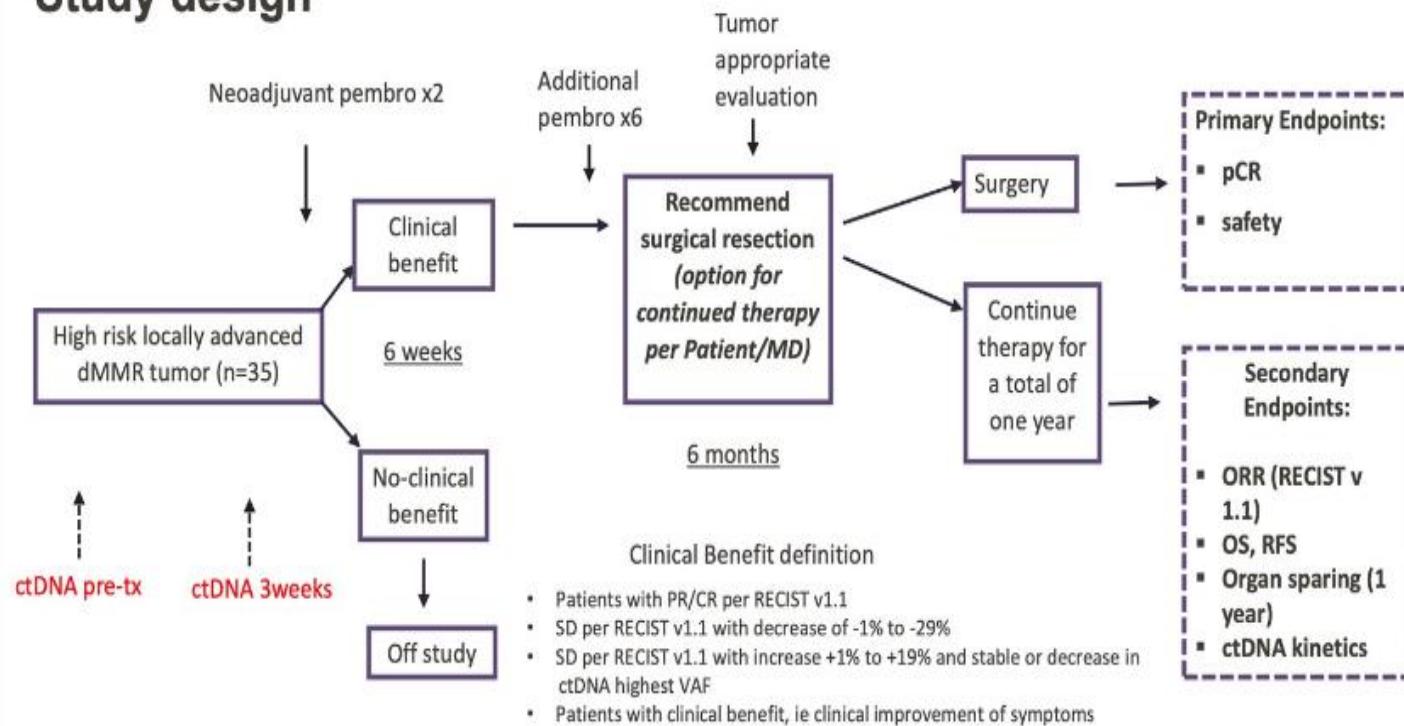 Study design
Neoadjuvant pembro x2
Additional
pembro x6
Tumor
appropriate
evaluation
High risk locally advanced
dMMR tumor (n=35)
Clinical
benefit
6 weeks
No-clinical
benefit
Off study
ctDNA pre-tx
ctDNA 3weeks
Recommend
surgical resection
(option for
continued therapy
per Patient/MD)
6 months
Surgery
Continue
therapy for
a total of
one year
Primary Endpoints:
▪ pCR
▪ safety
Secondary
Endpoints:
▪ ORR (RECIST v
1.1)
▪ OS, RFS
▪ Organ sparing (1
year)
▪ ctDNA kinetics
Clinical Benefit definition
• Patients with PR/CR per RECIST v1.1
• SD per RECIST v1.1 with decrease of -1% to -29%
• SD per RECIST v1.1 with increase +1% to +19% and stable or decrease in
ctDNA highest VAF
• Patients with clinical benefit, ie clinical improvement of symptoms